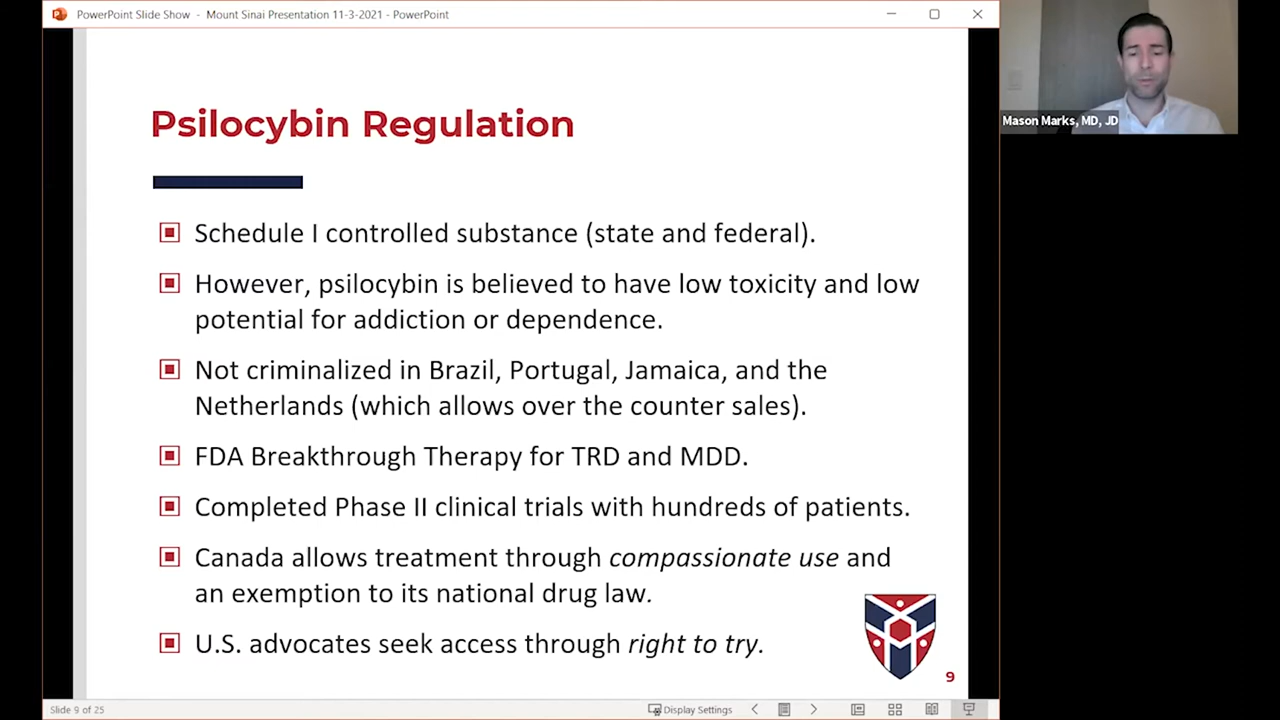 PowerPoint Slide Show - Mount Sinai Presentation 11-3-2021 - PowerPoint
Mason Marks, MD, JD
Psilocybin Regulation
Schedule I controlled substance (state and federal).
However, psilocybin is believed to have low toxicity and low
potential for addiction or dependence.
Not criminalized in Brazil, Portugal, Jamaica, and the
Netherlands (which allows over the counter sales).
FDA Breakthrough Therapy for TRD and MDD.
Completed Phase II clinical trials with hundreds of patients.
Canada allows treatment through compassionate use and
an exemption to its national drug law.
U.S. advocates seek access through right to try.
9
Slide 9 of 25
Display Settings